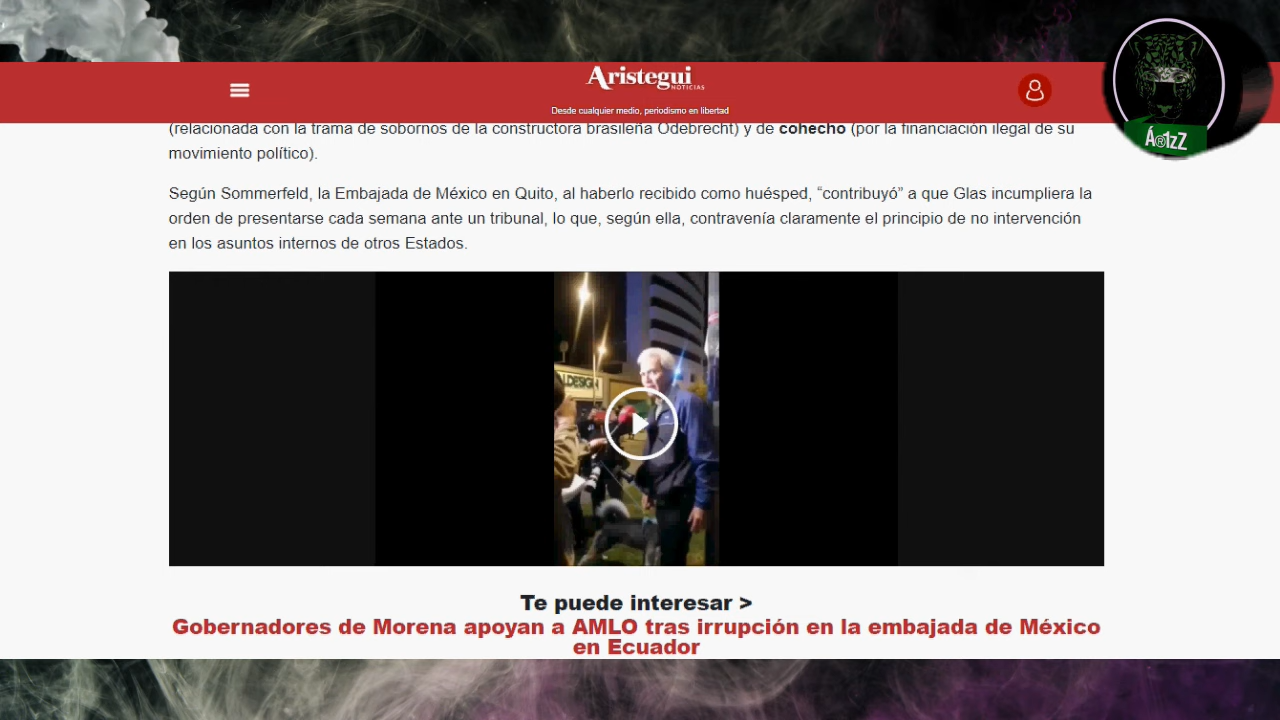 Aristegui
NOTICIAS
Desde cualquier medio, periodismo en libertad
Á®1zZ
(relacionada con la trama de sobornos de la constructora brasileña Odebrecht) y de cohecho (por la financiación ilegal de su
movimiento político).
Según Sommerfeld, la Embajada de México en Quito, al haberlo recibido como huésped, “contribuyó” a que Glas incumpliera la
orden de presentarse cada semana ante un tribunal, lo que, según ella, contravenía claramente el principio de no intervención
en los asuntos internos de otros Estados.
LDESIGN
Te puede interesar >
Gobernadores de Morena apoyan a AMLO tras irrupción en la embajada de México
en Ecuador